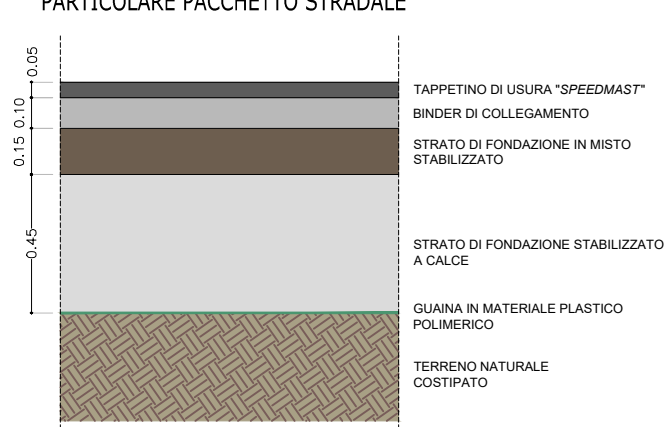 PARTICOLARE PACCHETTO STRADALE
0.05
TAPPETINO DI USURA "SPEEDMAST"
0.10
BINDER DI COLLEGAMENTO
0.15
STRATO DI FONDAZIONE IN MISTO
STABILIZZATO
0.45
STRATO DI FONDAZIONE STABILIZZATO
A CALCE
GUAINA IN MATERIALE PLASTICO
POLIMERICO
TERRENO NATURALE
COSTIPATO